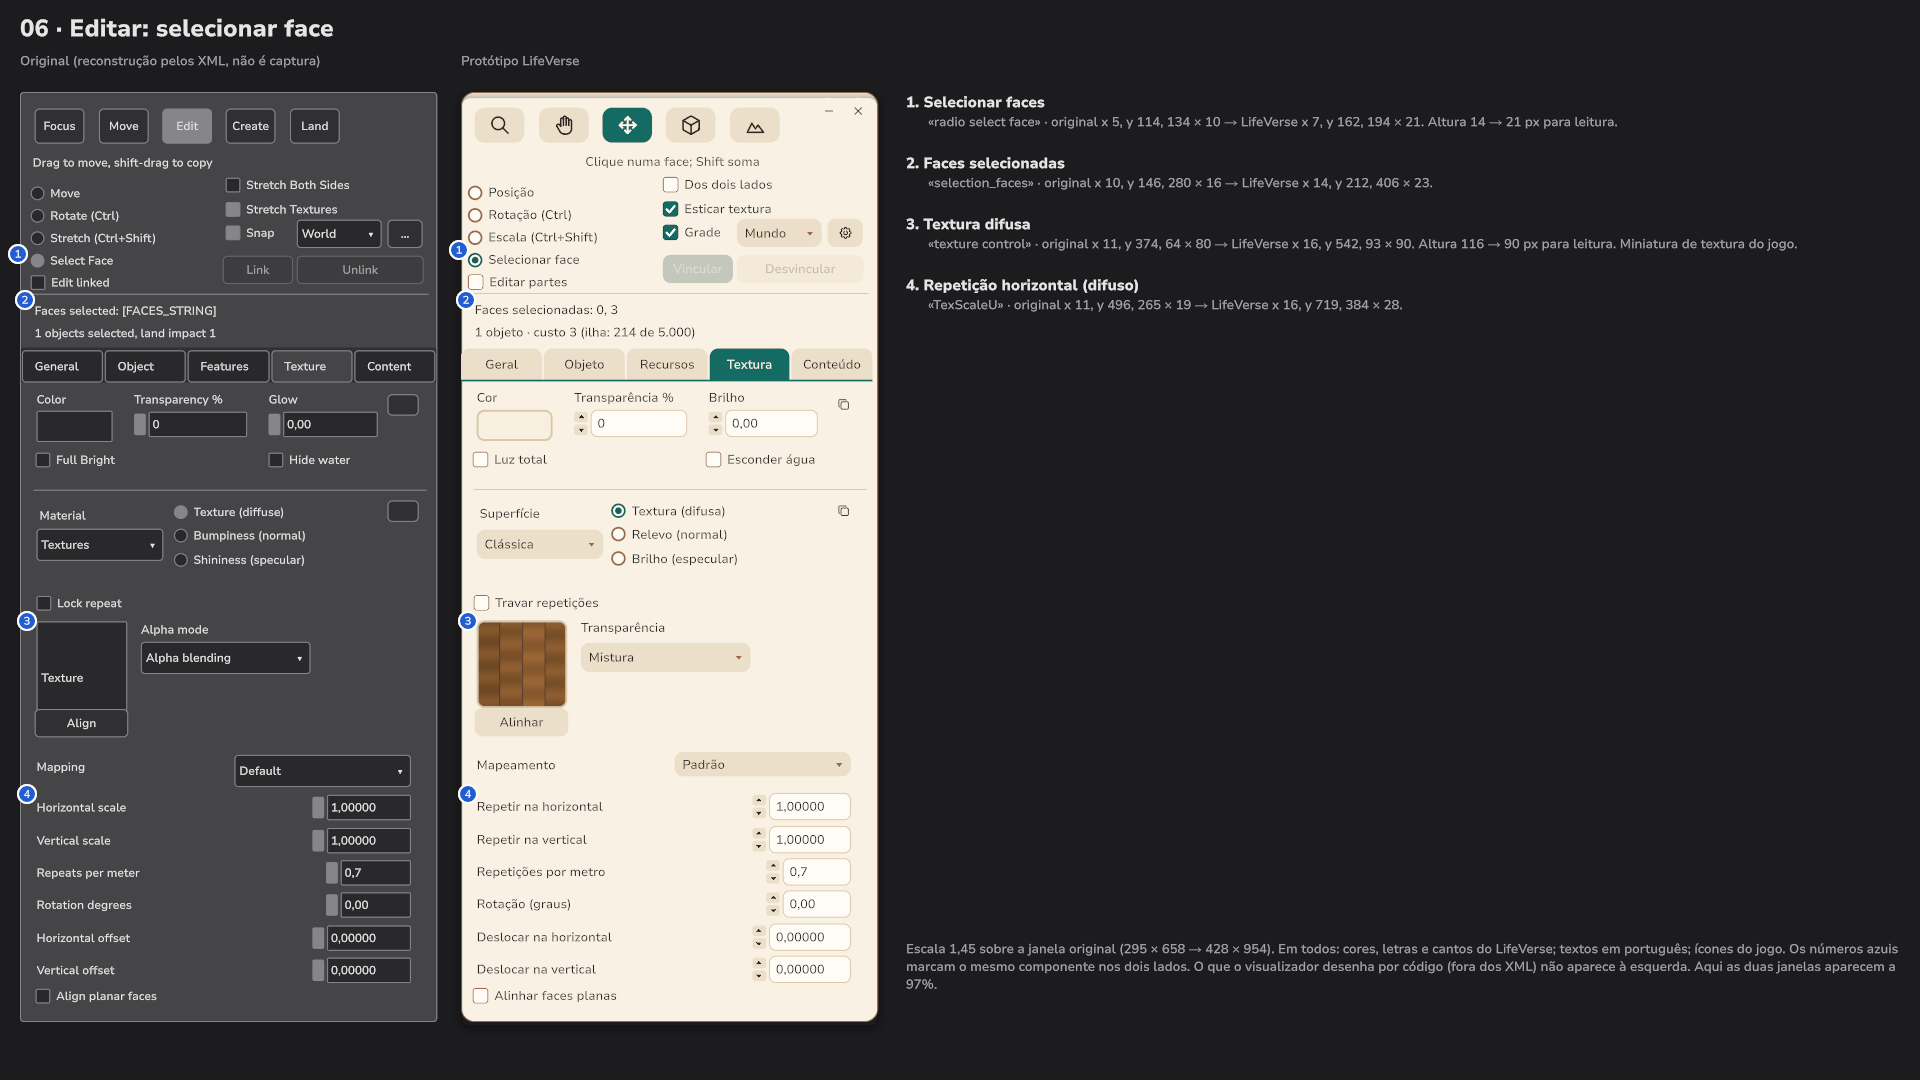 06 · Editar: selecionar face
Original (reconstrução pelos XML, não é captura)
Protótipo LifeVerse
Focus
Move
Edit
Create
Land
Drag to move, shift-drag to copy
Move
Rotate (Ctrl)
Stretch (Ctrl+Shift)
1
Select Face
Edit linked
Stretch Both Sides
Stretch Textures
Snap
World
...
Link
Unlink
2
Faces selected: [FACES_STRING]
1 objects selected, land impact 1
General
Object
Features
Texture
Content
Color
Transparency %
Glow
0
0,00
Full Bright
Hide water
Material
Textures
Texture (diffuse)
Bumpiness (normal)
Shininess (specular)
Lock repeat
3
Texture
Align
Alpha mode
Alpha blending
Mapping
Default
4
Horizontal scale
1,00000
Vertical scale
1,00000
Repeats per meter
0,7
Rotation degrees
0,00
Horizontal offset
0,00000
Vertical offset
0,00000
Align planar faces
Clique numa face; Shift soma
Posição
Rotação (Ctrl)
Escala (Ctrl+Shift)
1
Selecionar face
Editar partes
Dos dois lados
Esticar textura
Grade
Mundo
Vincular
Desvincular
2
Faces selecionadas: 0, 3
1 objeto · custo 3 (ilha: 214 de 5.000)
Geral
Objeto
Recursos
Textura
Conteúdo
Cor
Transparência %
Brilho
0
0,00
Luz total
Esconder água
Superfície
Clássica
Textura (difusa)
Relevo (normal)
Brilho (especular)
Travar repetições
3
Alinhar
Transparência
Mistura
Mapeamento
Padrão
4
Repetir na horizontal
1,00000
Repetir na vertical
1,00000
Repetições por metro
0,7
Rotação (graus)
0,00
Deslocar na horizontal
0,00000
Deslocar na vertical
0,00000
Alinhar faces planas
1. Selecionar faces
«radio select face» · original x 5, y 114, 134 × 10 → LifeVerse x 7, y 162, 194 × 21. Altura 14 → 21 px para leitura.
2. Faces selecionadas
«selection_faces» · original x 10, y 146, 280 × 16 → LifeVerse x 14, y 212, 406 × 23.
3. Textura difusa
«texture control» · original x 11, y 374, 64 × 80 → LifeVerse x 16, y 542, 93 × 90. Altura 116 → 90 px para leitura. Miniatura de textura do jogo.
4. Repetição horizontal (difuso)
«TexScaleU» · original x 11, y 496, 265 × 19 → LifeVerse x 16, y 719, 384 × 28.
Escala 1,45 sobre a janela original (295 × 658 → 428 × 954). Em todos: cores, letras e cantos do LifeVerse; textos em português; ícones do jogo. Os números azuis
marcam o mesmo componente nos dois lados. O que o visualizador desenha por código (fora dos XML) não aparece à esquerda. Aqui as duas janelas aparecem a
97%.